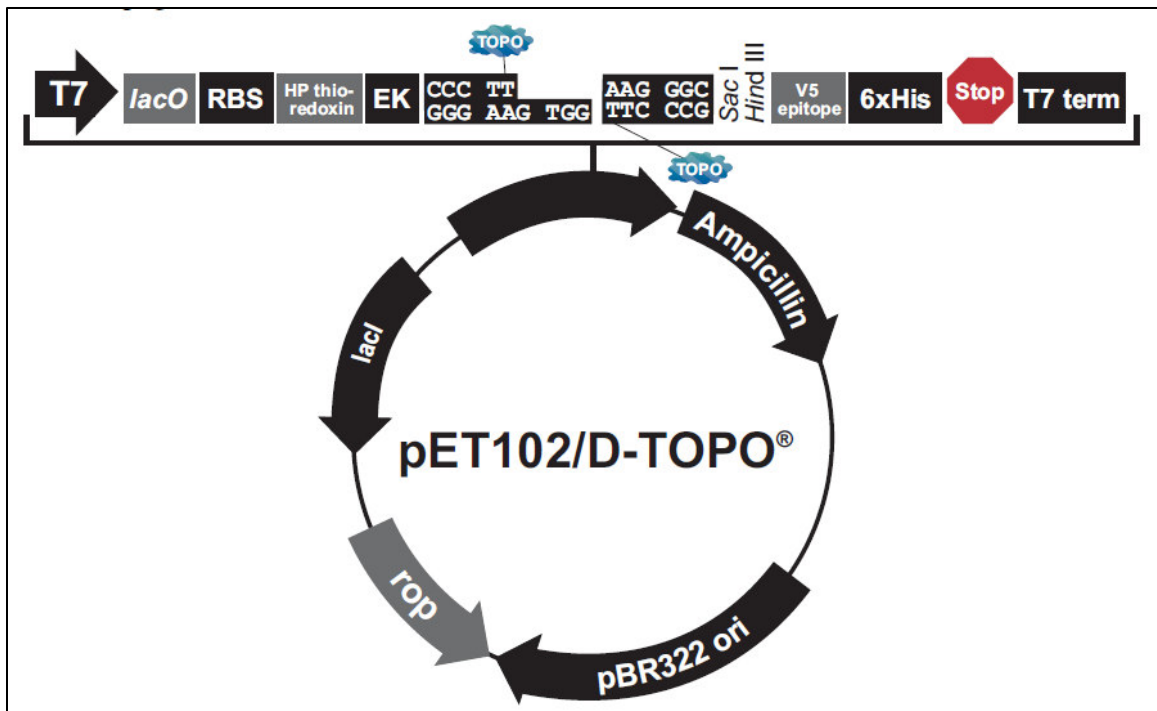 TOPO
T7
lacO
RBS
HP thio-
redoxin
EK
CCC TT
GGG AAG TGG
AAG GGC
TTC CCG
Sac I
Hind III
V5
epitope
6xHis
Stop
T7 term
TOPO
Ampicillin
lacI
pET102/D-TOPO®
rop
pBR322 ori